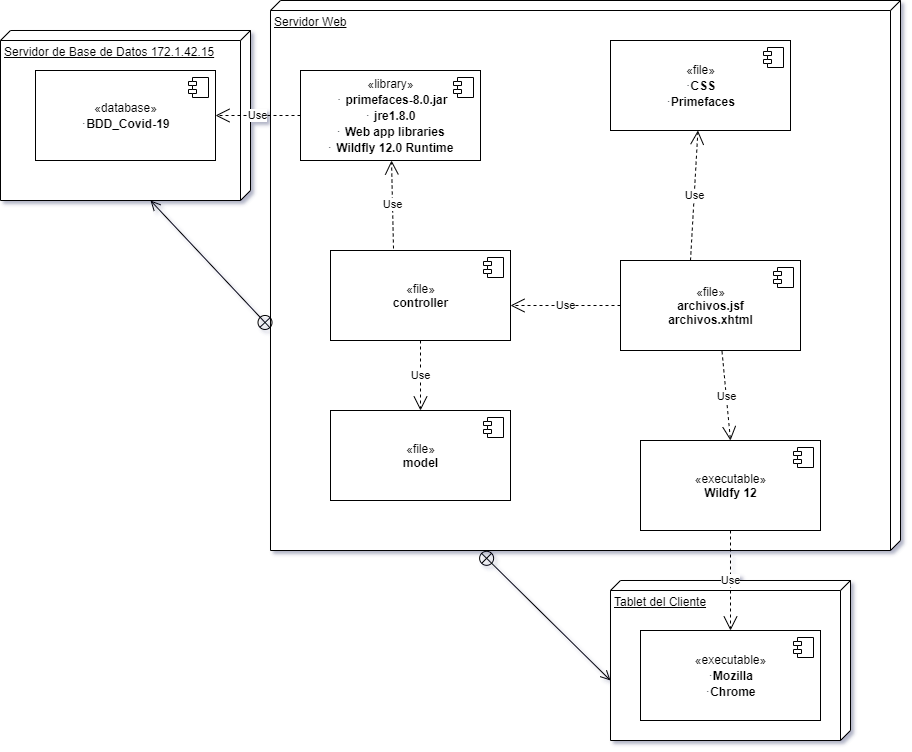 Servidor Web
Servidor de Base de Datos 172.1.42.15
«database»
· BDD_Covid-19
Use
«library»
· primefaces-8.0.jar
· jre1.8.0
· Web app libraries
· Wildfly 12.0 Runtime
«file»
· CSS
· Primefaces
Use
Use
«file»
controller
Use
«file»
archivos.jsf
archivos.xhtml
Use
Use
«file»
model
«executable»
Wildfy 12
Use
Tablet del Cliente
«executable»
· Mozilla
· Chrome